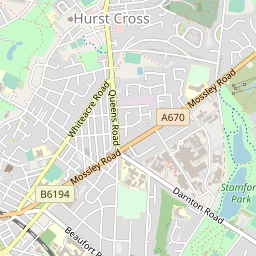 Hurst Cross
Whiteacre Road
Queens Road
A670
Mossley Road
Mossley Road
B6194
Darnton Road
Stamford
Park
Beaufort R